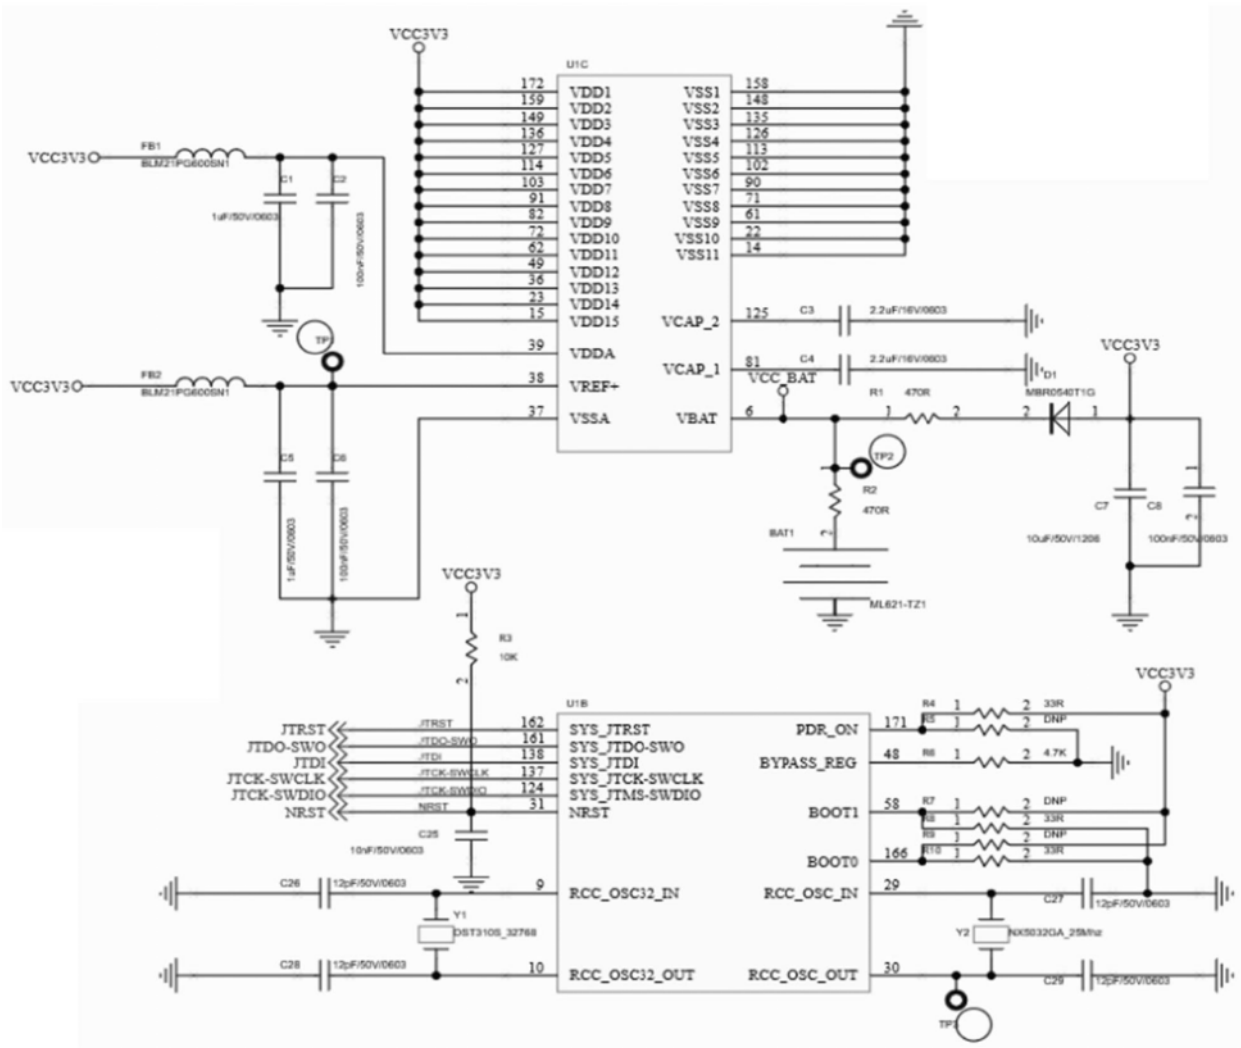 VCC3V3
U1C
172 VDD1 VSS1 158
159 VDD2 VSS2 148
149 VDD3 VSS3 135
136 VDD4 VSS4 126
127 VDD5 VSS5 113
114 VDD6 VSS6 102
103 VDD7 VSS7 90
91 VDD8 VSS8 71
82 VDD9 VSS9 61
72 VDD10 VSS10 22
62 VDD11 VSS11 14
49 VDD12
36 VDD13
23 VDD14
15 VDD15 VCAP_2 125
39 VDDA
VCAP_1 81
38 VREF+
37 VSSA VBAT 6
VCC3V3
FB1
BLM21PG600SN1
C1
C2
1uF/50V/0603
100nF/50V/0603
TP
VCC3V3
FB2
BLM21PG600SN1
C5
C6
1uF/50V/0603
100nF/50V/0603
C3 2.2uF/16V/0603
C4 2.2uF/16V/0603
VCC_BAT
R1 470R
1 2
D1
MBR0540T1G
2 1
VCC3V3
TP2
1
R2
470R
2
BAT1
ML621-TZ1
C7
10uF/50V/1206
1
C8
2
100nF/50V/0603
VCC3V3
1
R3
10K
2
U1B
JTRST JTRST 162 SYS_JTRST
JTDO-SWO JTDO-SWO 161 SYS_JTDO-SWO
JTDI JTDI 138 SYS_JTDI
JTCK-SWCLK JTCK-SWCLK 137 SYS_JTCK-SWCLK
JTCK-SWDIO JTCK-SWDIO 124 SYS_JTMS-SWDIO
NRST NRST 31 NRST
C25
10nF/50V/0603
C26 12pF/50V/0603 9 RCC_OSC32_IN
Y1
DST310S_32768
C28 12pF/50V/0603 10 RCC_OSC32_OUT
VCC3V3
R4 1 2 33R
PDR_ON 171 R5 1 2 DNP
BYPASS_REG 48 R6 1 2 4.7K
BOOT1 58 R7 1 2 DNP
R8 1 2 33R
R9 1 2 DNP
BOOT0 166 R10 1 2 33R
RCC_OSC_IN 29 C27 12pF/50V/0603
Y2 NX5032GA_25Mhz
RCC_OSC_OUT 30 C29 12pF/50V/0603